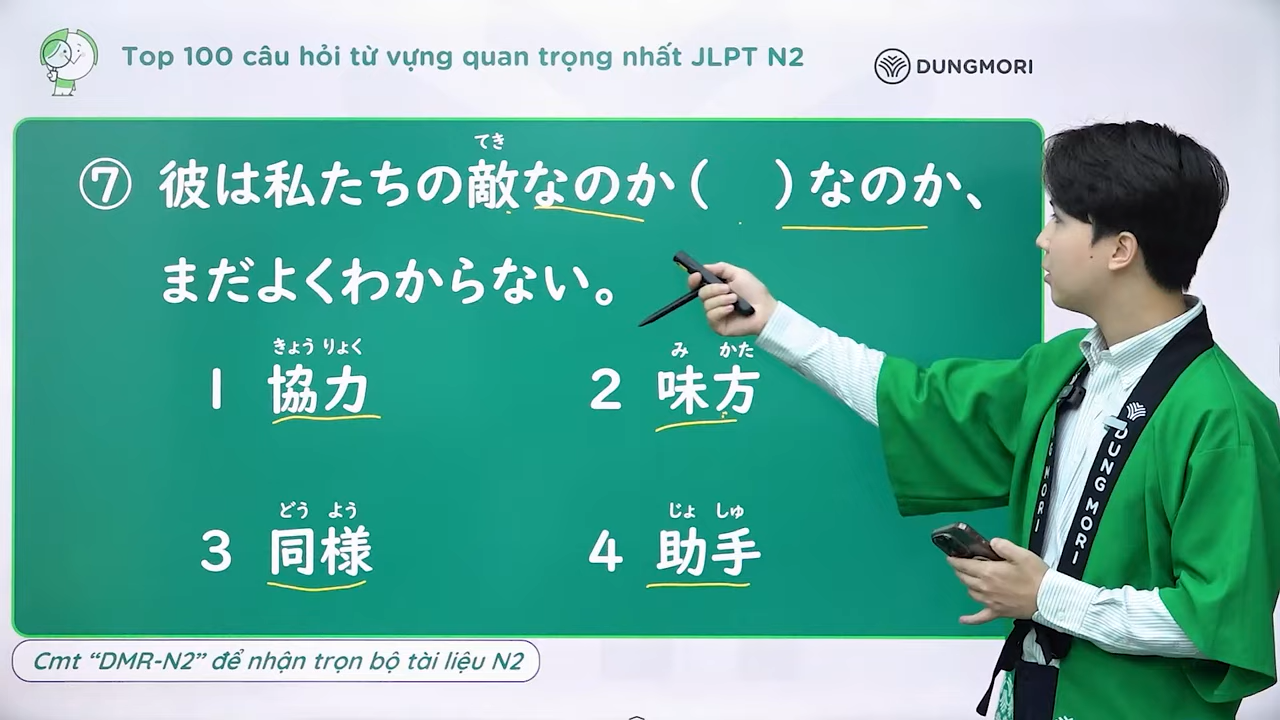 Top 100 câu hỏi từ vựng quan trọng nhất JLPT N2
DUNGMORI
てき
⑦ 彼は私たちの敵なのか( )なのか、
まだよくわからない。
きょう りょく
み かた
1 協力
2 味方
どう よう
じょ しゅ
3 同様
4 助手
Cmt “DMR-N2” để nhận trọn bộ tài liệu N2
DUNG MORI
G MORI